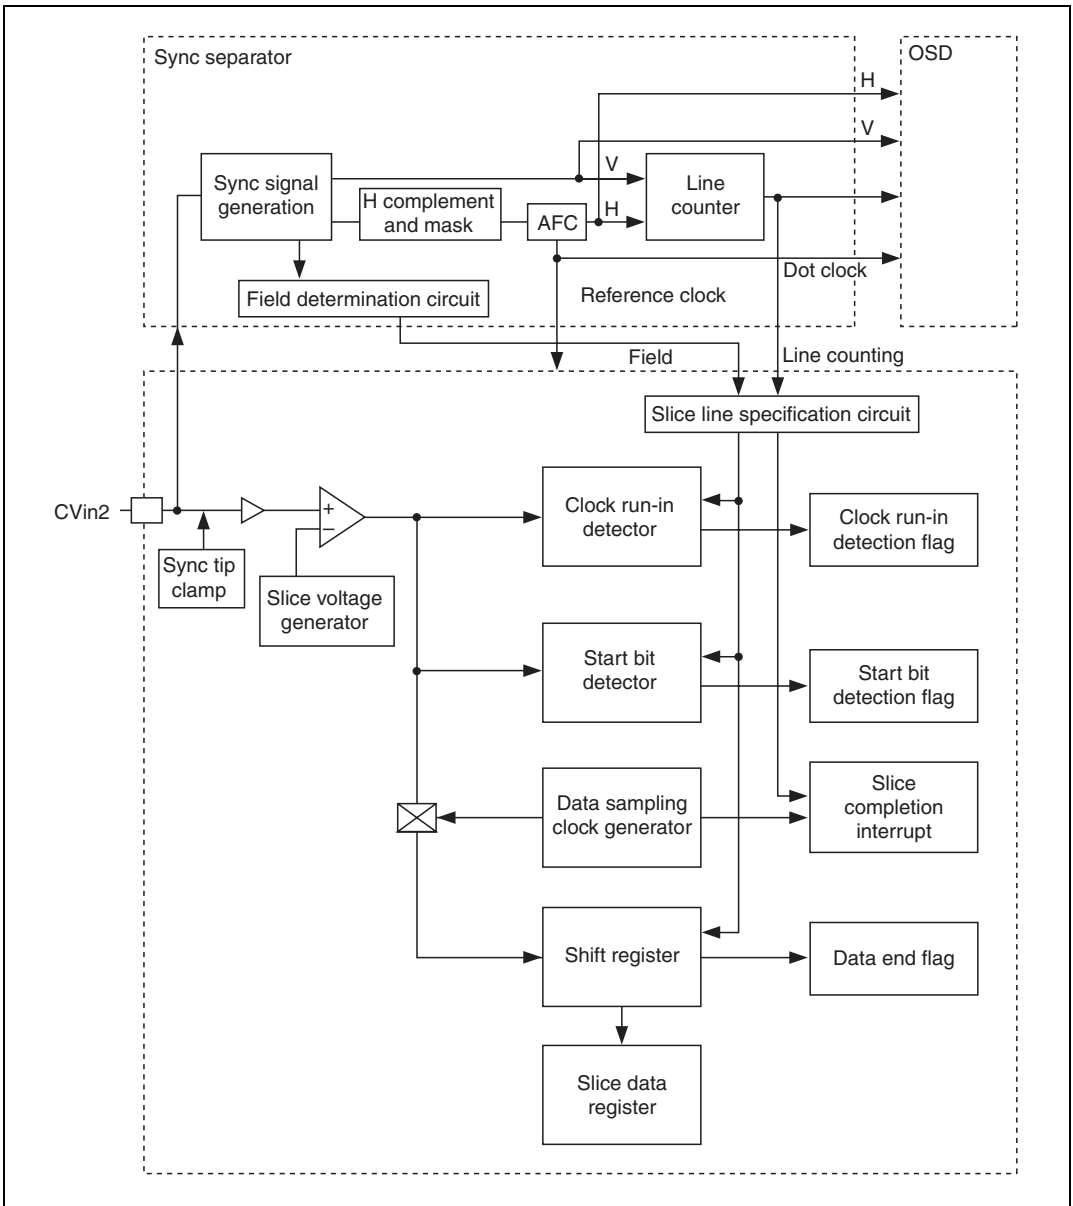 Sync separator
OSD
H
V
Sync signal
generation
V
H complement
and mask
AFC
H
Line
counter
Dot clock
Field determination circuit
Reference clock
Field
Line counting
Slice line specification circuit
CVin2
+
−
Sync tip
clamp
Slice voltage
generator
Clock run-in
detector
Clock run-in
detection flag
Start bit
detector
Start bit
detection flag
Data sampling
clock generator
Slice
completion
interrupt
Shift register
Data end flag
Slice data
register